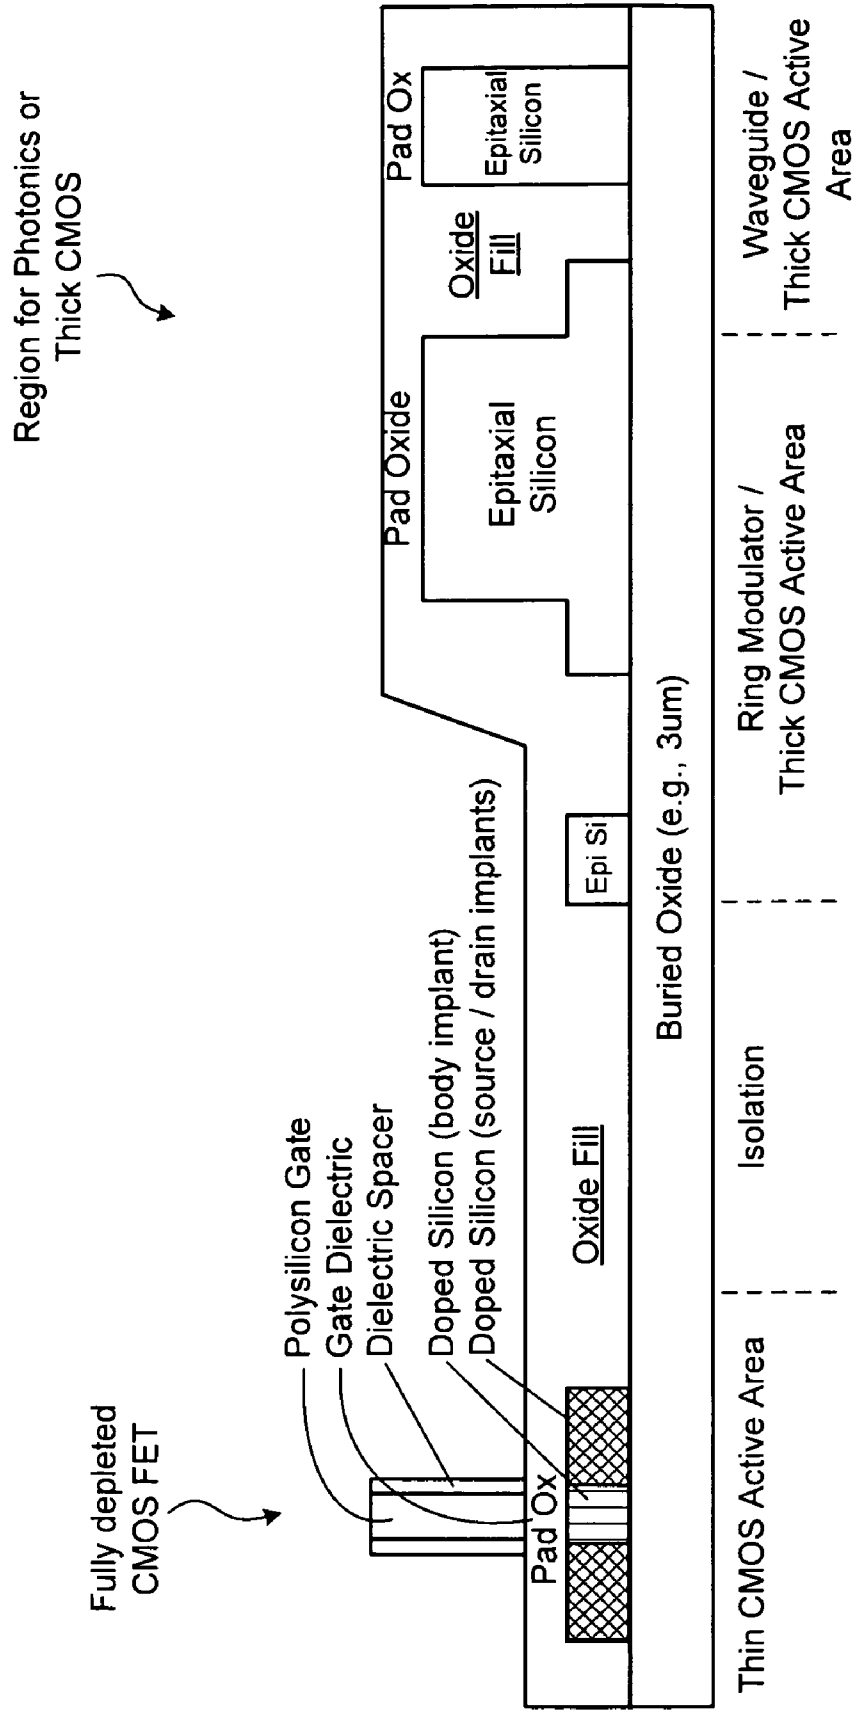 Fully depleted
CMOS FET
Region for Photonics or
Thick CMOS
Polysilicon Gate
Gate Dielectric
Dielectric Spacer
Doped Silicon (body implant)
Doped Silicon (source / drain implants)
Pad Ox
Oxide Fill
Epi Si
Pad Oxide
Epitaxial
Silicon
Oxide
Fill
Pad Ox
Epitaxial
Silicon
Buried Oxide (e.g., 3um)
Thin CMOS Active Area
Isolation
Ring Modulator /
Thick CMOS Active Area
Waveguide /
Thick CMOS Active
Area